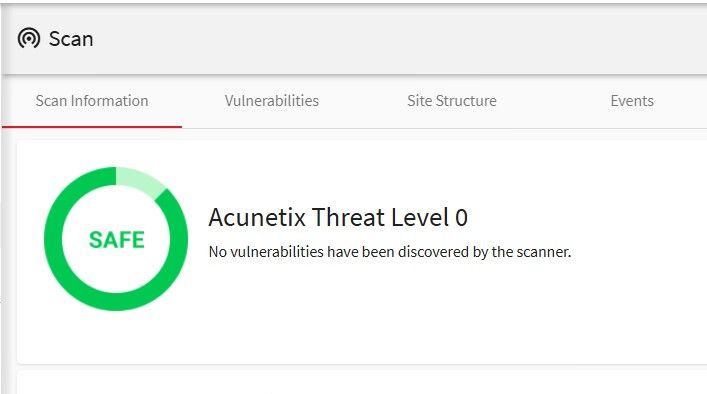 Scan
Scan Information Vulnerabilities Site Structure Events
SAFE
Acunetix Threat Level 0
No vulnerabilities have been discovered by the scanner.